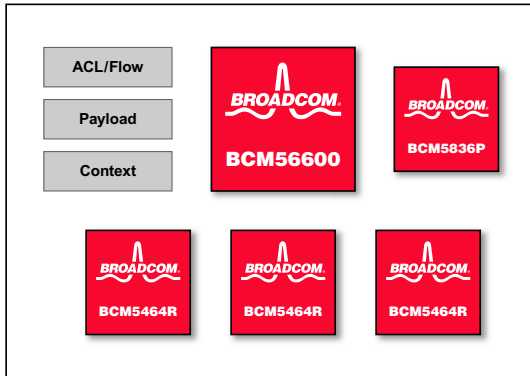 ACL/Flow
Payload
Context
BROADCOM®
BCM56600
BROADCOM®
BCM5836P
BROADCOM®
BCM5464R
BROADCOM®
BCM5464R
BROADCOM®
BCM5464R